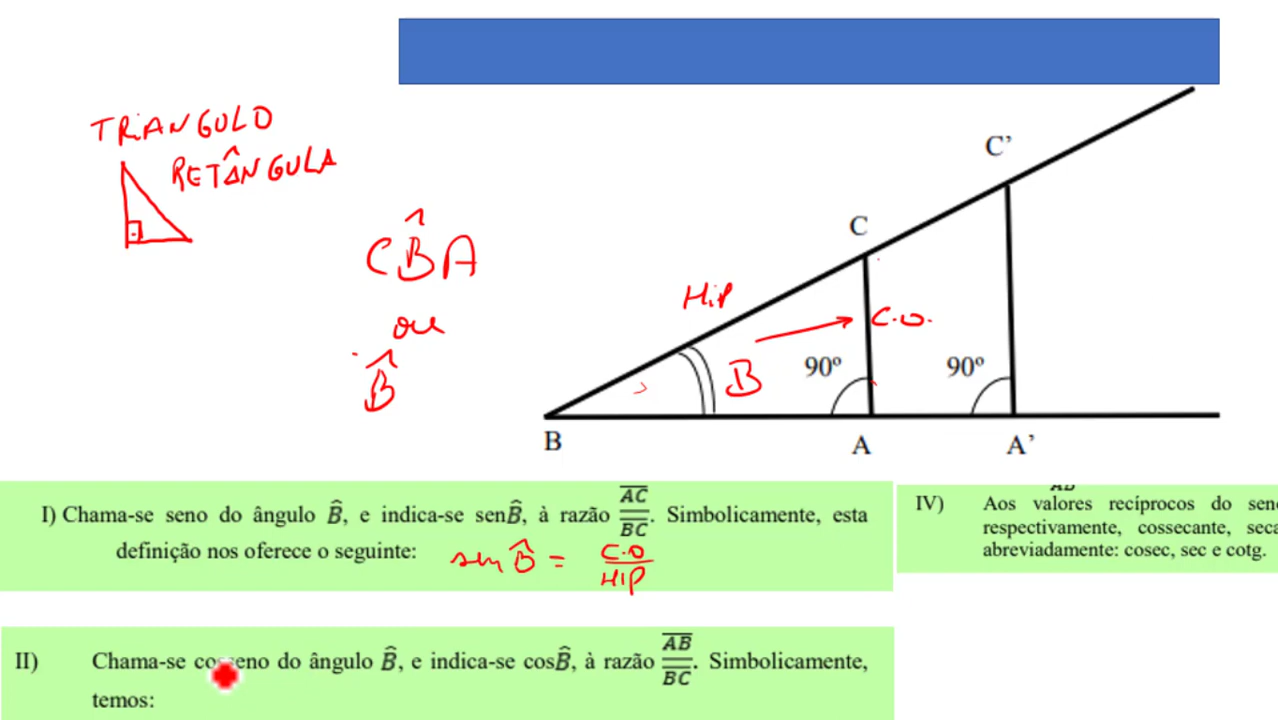 TRIANGULO
RETÂNGULA
CB̂A
ou
B̂
C'
C
Hip
C.O.
B
90º
90º
B
A
A'
I) Chama-se seno do ângulo B̂, e indica-se senB̂, à razão AC/BC. Simbolicamente, esta
definição nos oferece o seguinte: sen B̂ = C.O/HIP
IV) Aos valores recíprocos do seno
respectivamente, cossecante, seca
abreviadamente: cosec, sec e cotg.
II) Chama-se cosseno do ângulo B̂, e indica-se cosB̂, à razão AB/BC. Simbolicamente,
temos: